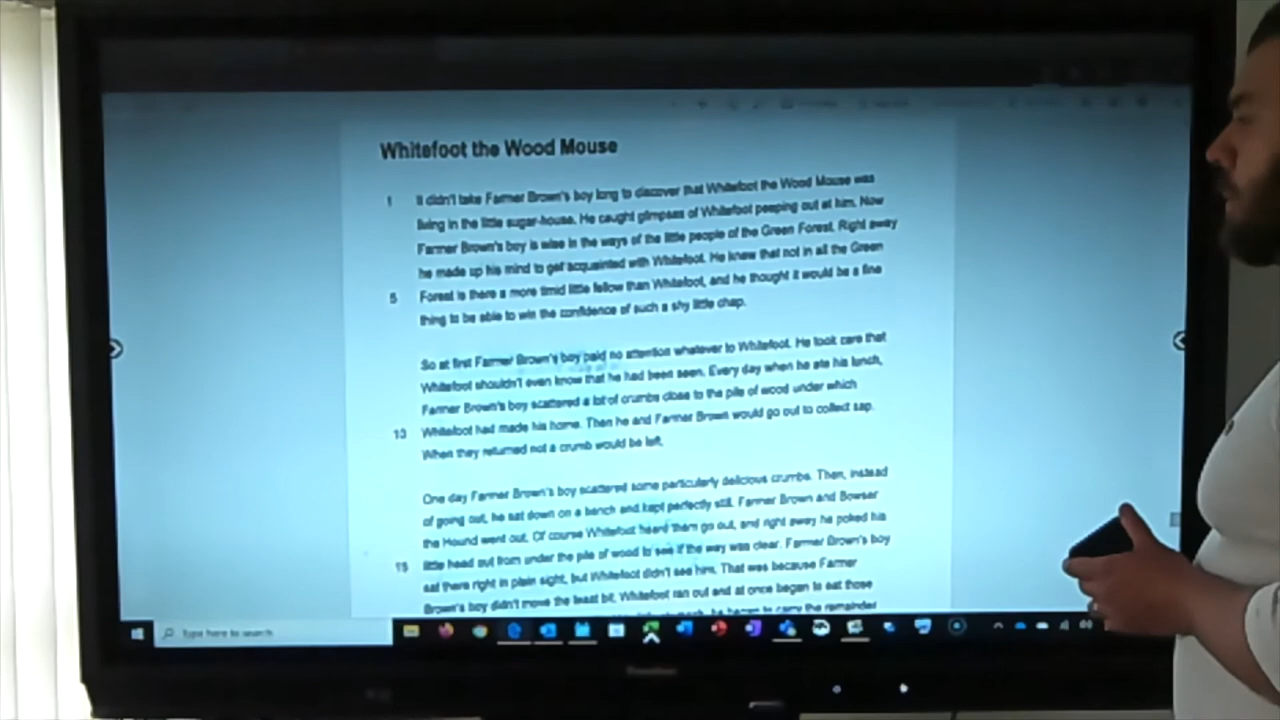 Whitefoot the Wood Mouse
1 It didn't take Farmer Brown's boy long to discover that Whitefoot the Wood Mouse was
living in the little sugar-house. He caught glimpses of Whitefoot peeping out at him. Now
Farmer Brown's boy is wise in the ways of the little people of the Green Forest. Right away
he made up his mind to get acquainted with Whitefoot. He knew that not in all the Green
5 Forest is there a more timid little fellow than Whitefoot, and he thought it would be a fine
thing to be able to win the confidence of such a shy little chap.
So at first Farmer Brown's boy paid no attention whatever to Whitefoot. He took care that
Whitefoot shouldn't even know that he had been seen. Every day when he ate his lunch,
Farmer Brown's boy scattered a lot of crumbs close to the pile of wood under which
10 Whitefoot had made his home. Then he and Farmer Brown would go out to collect sap.
When they returned not a crumb would be left.
One day Farmer Brown's boy scattered some particularly delicious crumbs. Then, instead
of going out, he sat down on a bench and kept perfectly still. Farmer Brown and Bowser
the Hound went out. Of course Whitefoot heard them go out, and right away he poked his
15 little head out from under the pile of wood to see if the way was clear. Farmer Brown's boy
sat there right in plain sight, but Whitefoot didn't see him. That was because Farmer
Brown's boy didn't move the least bit. Whitefoot ran out and at once began to eat those
he began to carry the remainder
Type here to search